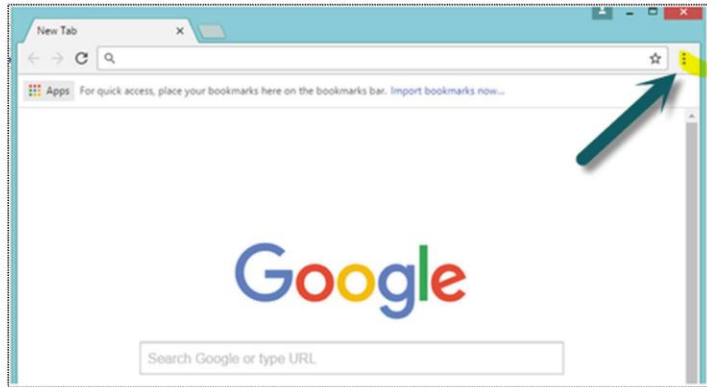 New Tab
Apps For quick access, place your bookmarks here on the bookmarks bar. Import bookmarks now...
Google
Search Google or type URL